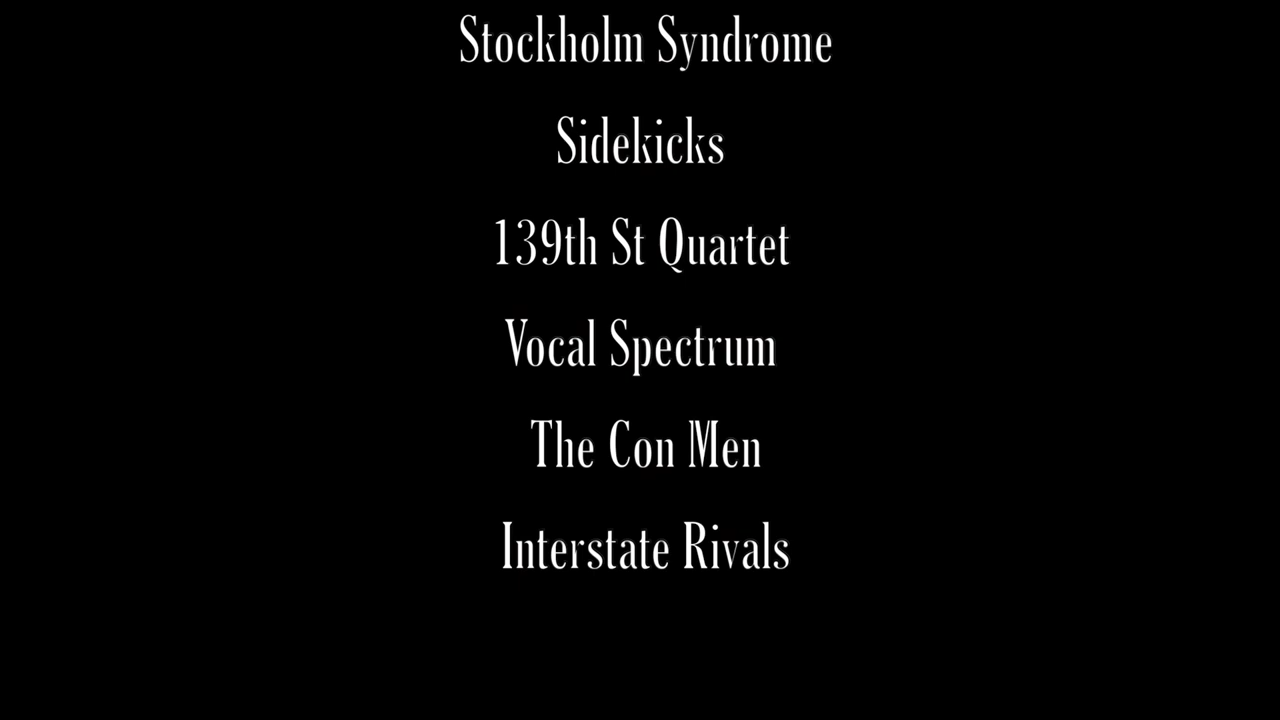 Stockholm Syndrome
Sidekicks
139th St Quartet
Vocal Spectrum
The Con Men
Interstate Rivals